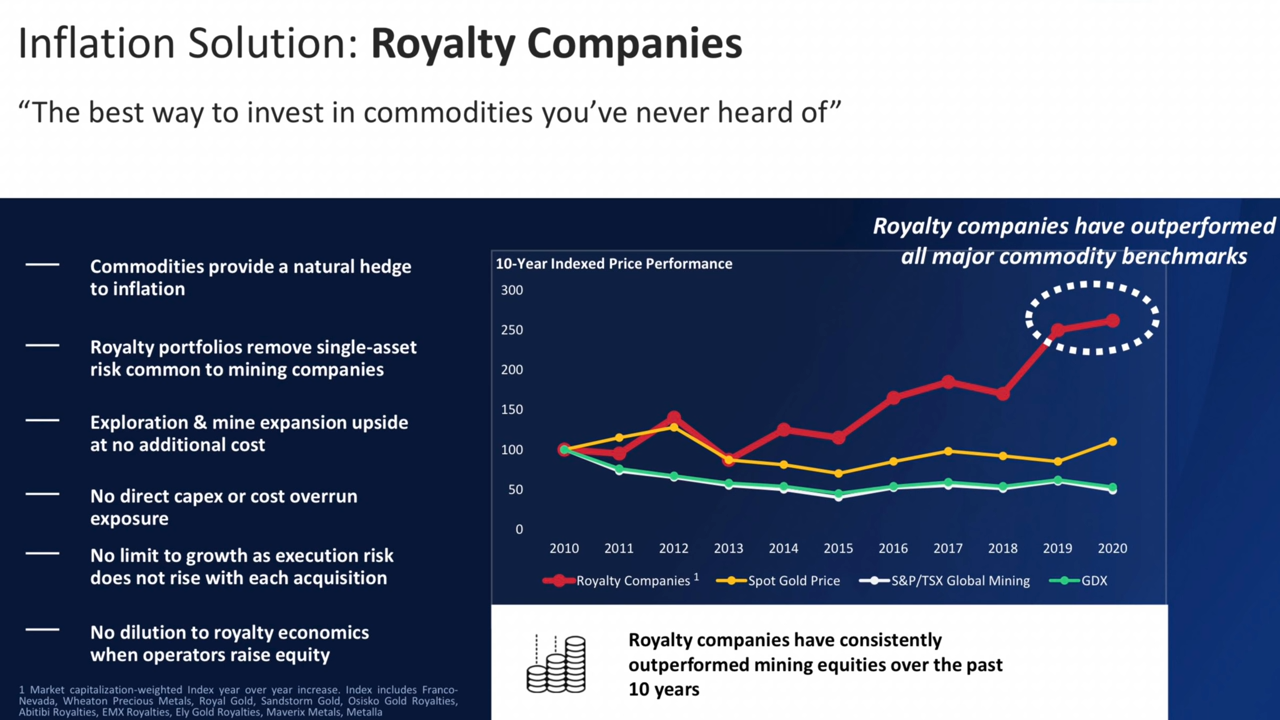 Inflation Solution: Royalty Companies
“The best way to invest in commodities you’ve never heard of”
Commodities provide a natural hedge
to inflation
Royalty portfolios remove single-asset
risk common to mining companies
Exploration & mine expansion upside
at no additional cost
No direct capex or cost overrun
exposure
No limit to growth as execution risk
does not rise with each acquisition
No dilution to royalty economics
when operators raise equity
1 Market capitalization-weighted Index year over year increase. Index includes Franco-
Nevada, Wheaton Precious Metals, Royal Gold, Sandstorm Gold, Osisko Gold Royalties,
Abitibi Royalties, EMX Royalties, Ely Gold Royalties, Maverix Metals, Metalla
Royalty companies have outperformed
all major commodity benchmarks
10-Year Indexed Price Performance
300
250
200
150
100
50
0
2010 2011 2012 2013 2014 2015 2016 2017 2018 2019 2020
Royalty Companies 1 Spot Gold Price S&P/TSX Global Mining GDX
Royalty companies have consistently
outperformed mining equities over the past
10 years